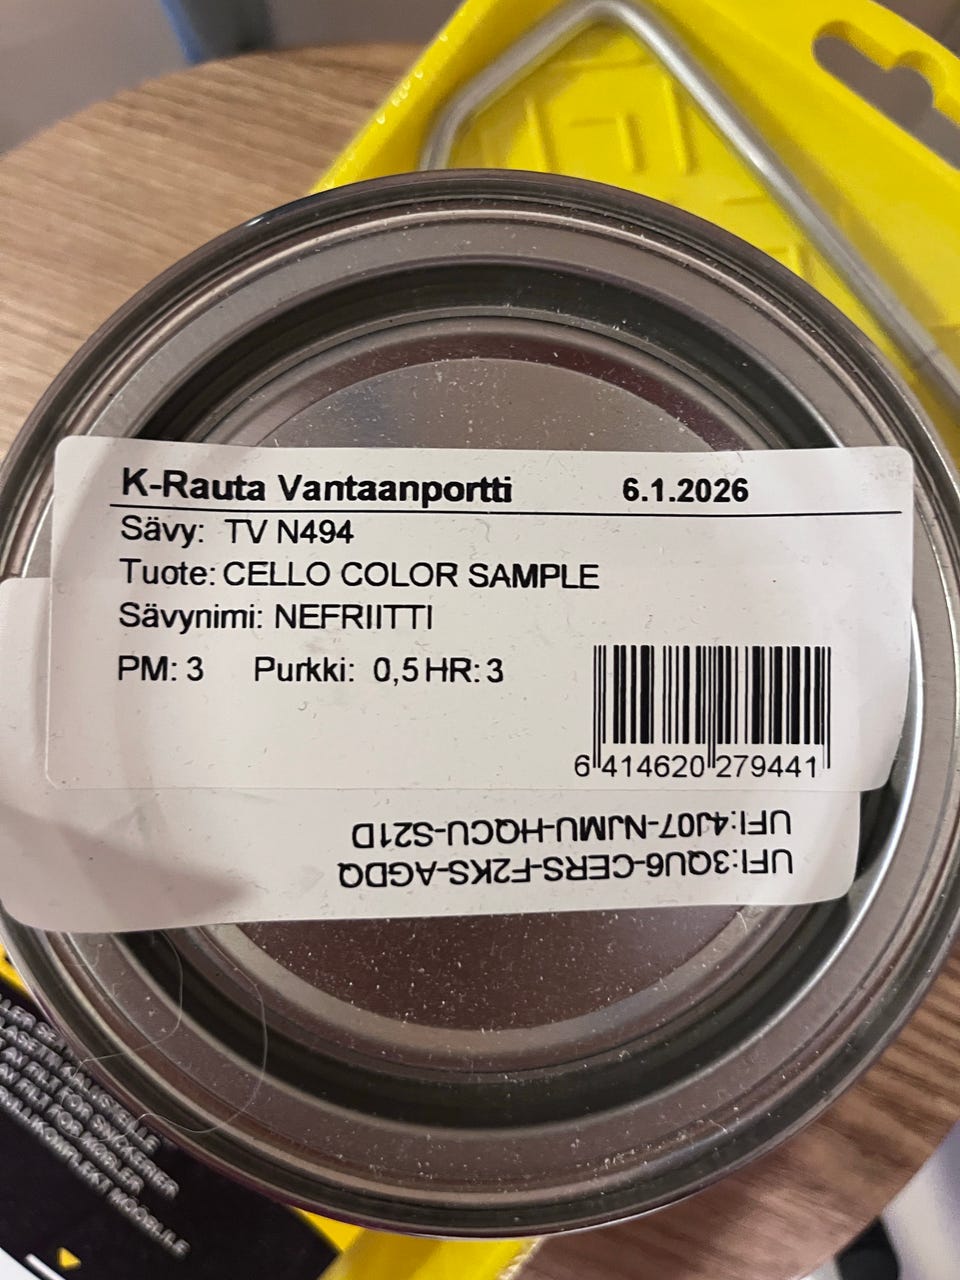 K-Rauta Vantaanportti 6.1.2026
Sävy: TV N494
Tuote: CELLO COLOR SAMPLE
Sävynimi: NEFRIITTI
PM: 3 Purkki: 0,5 HR: 3
6 414620 279441
UFI:3QU6-CERS-F2KS-AGDQ
UFI:4J07-NJMU-HQCU-S21D